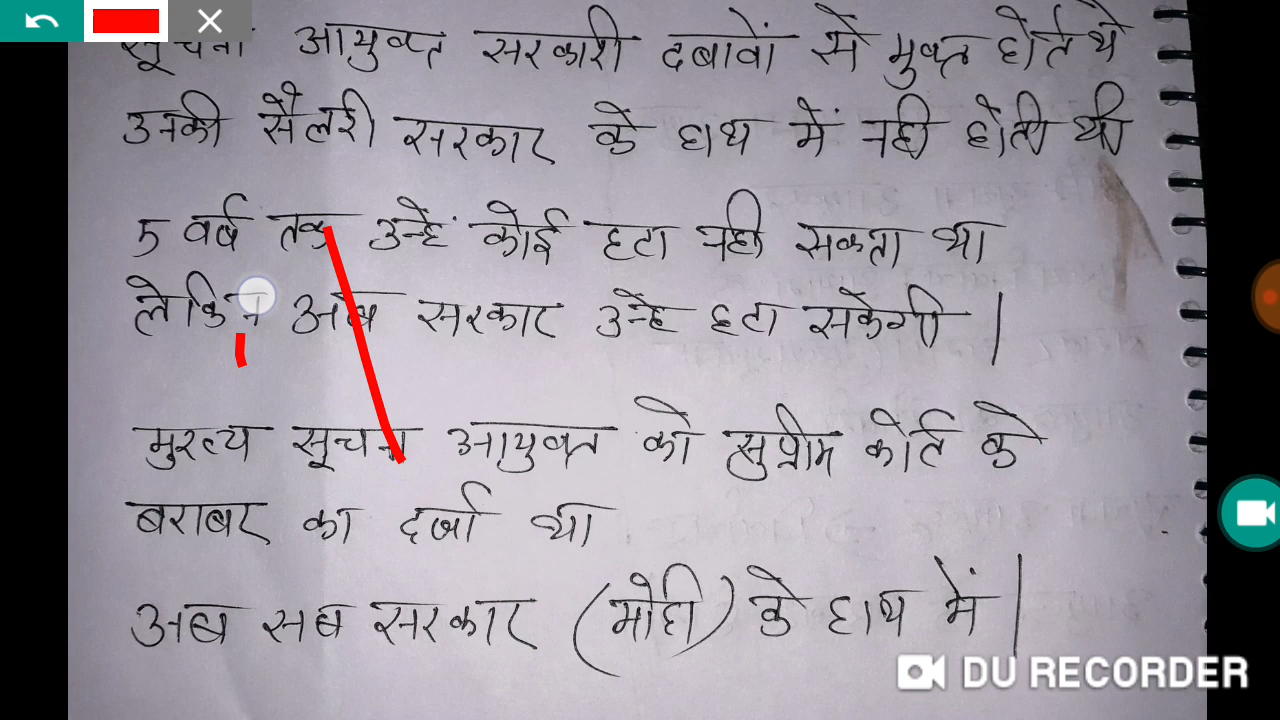 सूचना आयुक्त सरकारी दबावों से मुक्त होते थे
उनकी सैलरी सरकार के हाथ में नही होती थी
5 वर्ष तक उन्हें कोई हटा नही सकता था
लेकिन अब सरकार उन्हे हटा सकेगी |
मुख्य सूचना आयुक्त को सुप्रीम कोर्ट के
बराबर का दर्जा था
अब सब सरकार (मोदी) के हाथ में |
DU RECORDER